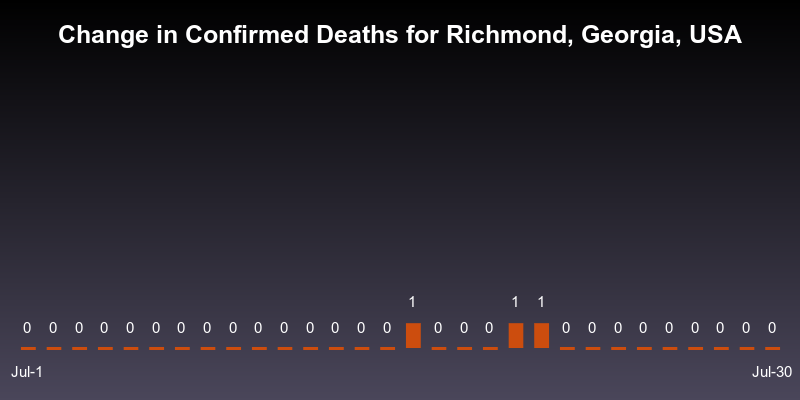 Change in Confirmed Deaths for Richmond, Georgia, USA
1 1 1
0 0 0 0 0 0 0 0 0 0 0 0 0 0 0 0 0 0 0 0 0 0 0 0 0 0 0
Jul-1 Jul-30